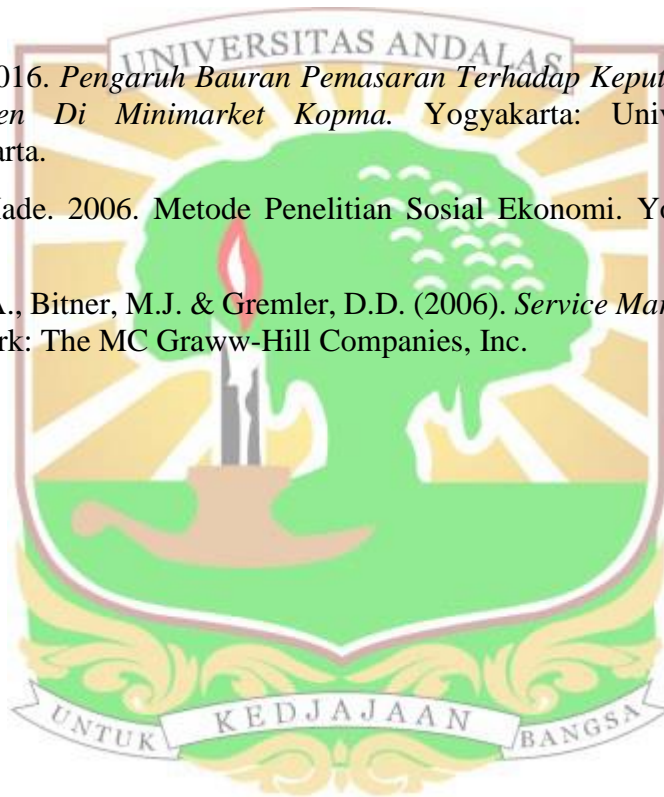 UNIVERSITAS ANDALAS
016. Pengaruh Bauran Pemasaran Terhadap Keput
en Di Minimarket Kopma. Yogyakarta: Univ
arta.
ade. 2006. Metode Penelitian Sosial Ekonomi. Yo
A., Bitner, M.J. & Gremler, D.D. (2006). Service Mar
rk: The MC Graww-Hill Companies, Inc.
UNTUK KEDJAJAAN BANGSA